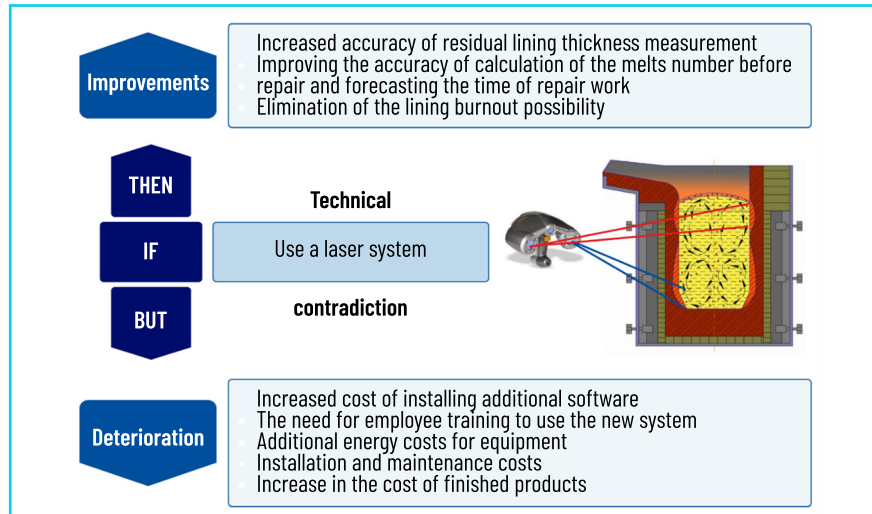 Improvements
Increased accuracy of residual lining thickness measurement
Improving the accuracy of calculation of the melts number before
repair and forecasting the time of repair work
Elimination of the lining burnout possibility
THEN
Technical
IF
Use a laser system
BUT
contradiction
Deterioration
Increased cost of installing additional software
The need for employee training to use the new system
Additional energy costs for equipment
Installation and maintenance costs
Increase in the cost of finished products